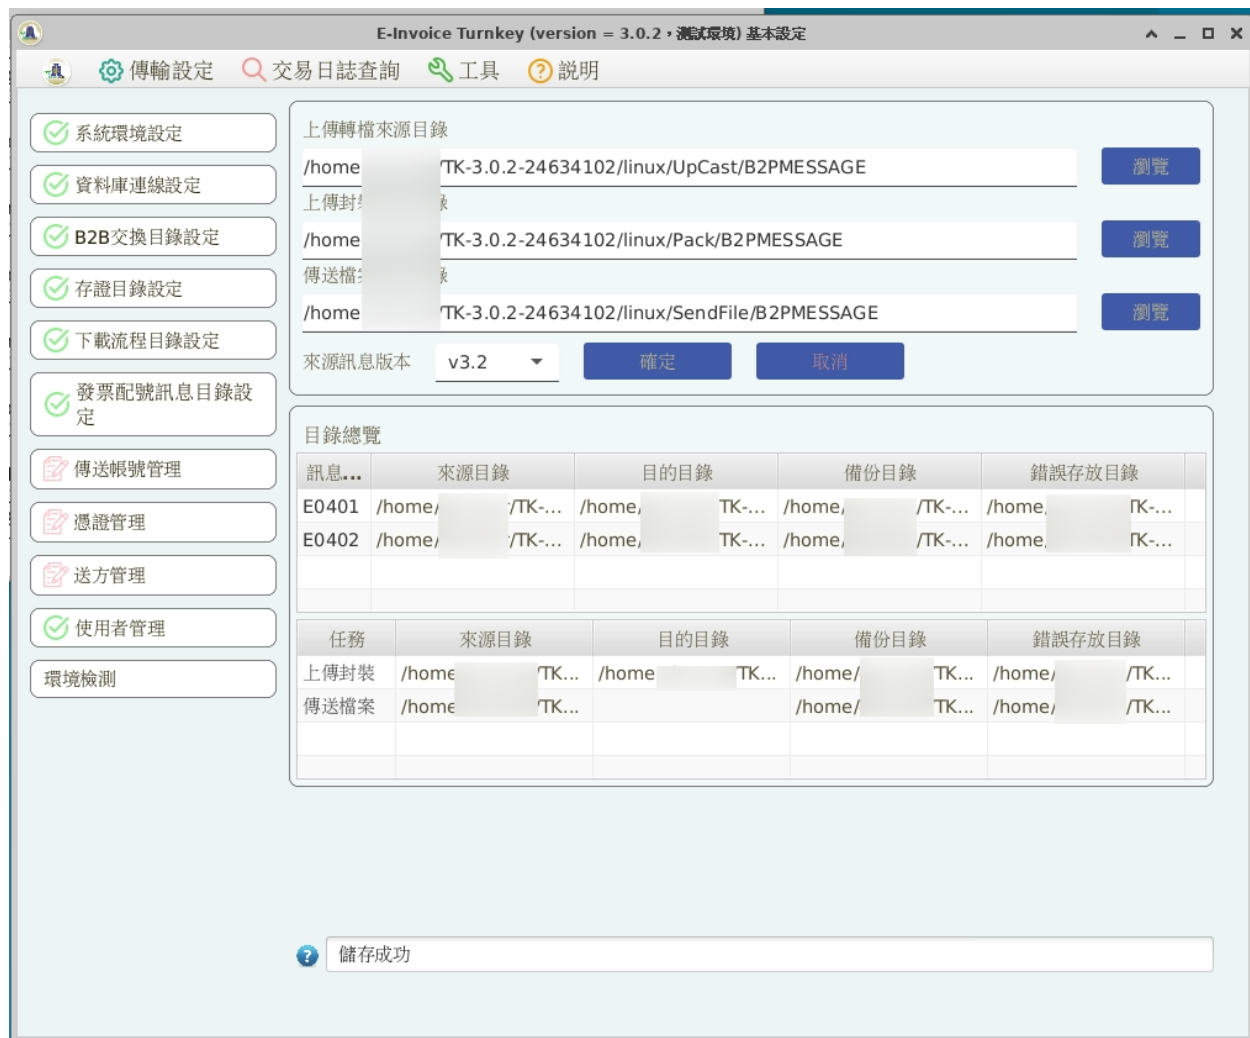 E-Invoice Turnkey (version = 3.0.2，測試環境) 基本設定
傳輸設定 交易日誌查詢 工具 說明
系統環境設定
資料庫連線設定
B2B交換目錄設定
存證目錄設定
下載流程目錄設定
發票配號訊息目錄設
定
傳送帳號管理
憑證管理
送方管理
使用者管理
環境檢測
上傳轉檔來源目錄
/home /TK-3.0.2-24634102/linux/UpCast/B2PMESSAGE 瀏覽
上傳封
/home TK-3.0.2-24634102/linux/Pack/B2PMESSAGE 瀏覽
傳送檔
/home TK-3.0.2-24634102/linux/SendFile/B2PMESSAGE 瀏覽
來源訊息版本 v3.2 確定 取消
目錄總覽
訊息... 來源目錄 目的目錄 備份目錄 錯誤存放目錄
E0401 /home/ /TK-... /home/ TK-... /home/ /TK-... /home/ TK-...
E0402 /home/ /TK-... /home/ TK-... /home/ /TK-... /home/ TK-...
任務 來源目錄 目的目錄 備份目錄 錯誤存放目錄
上傳封裝 /home TK... /home TK... /home/ TK... /home/ /TK...
傳送檔案 /home TK... /home/ TK... /home/ /TK...
儲存成功